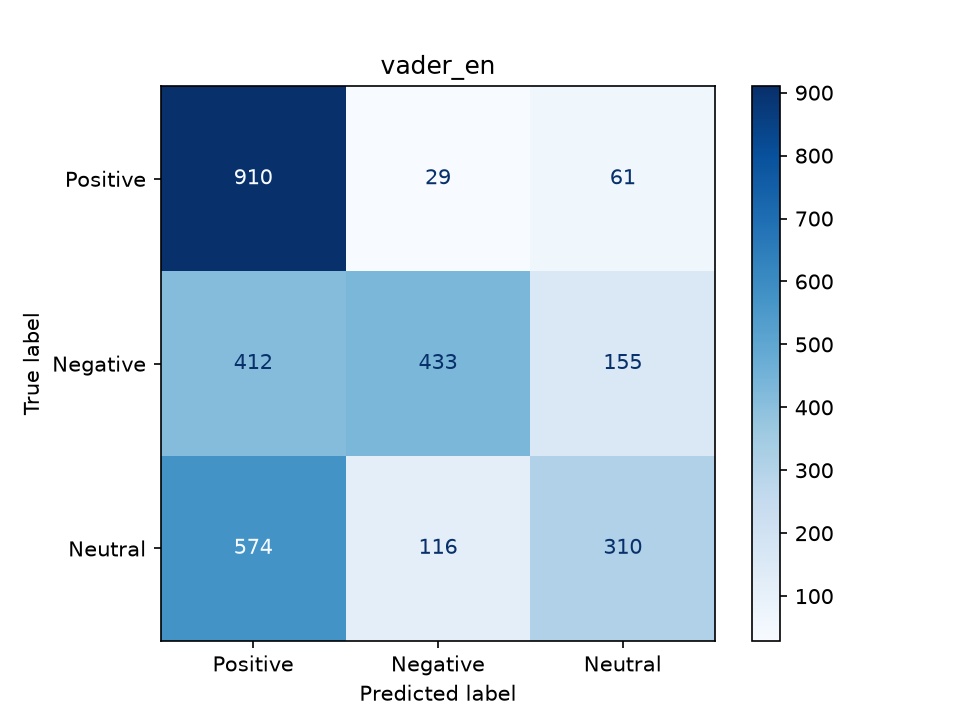 vader_en
900
800
700
600
500
400
300
200
100
True label
Positive 910 29 61
Negative 412 433 155
Neutral 574 116 310
Positive Negative Neutral
Predicted label